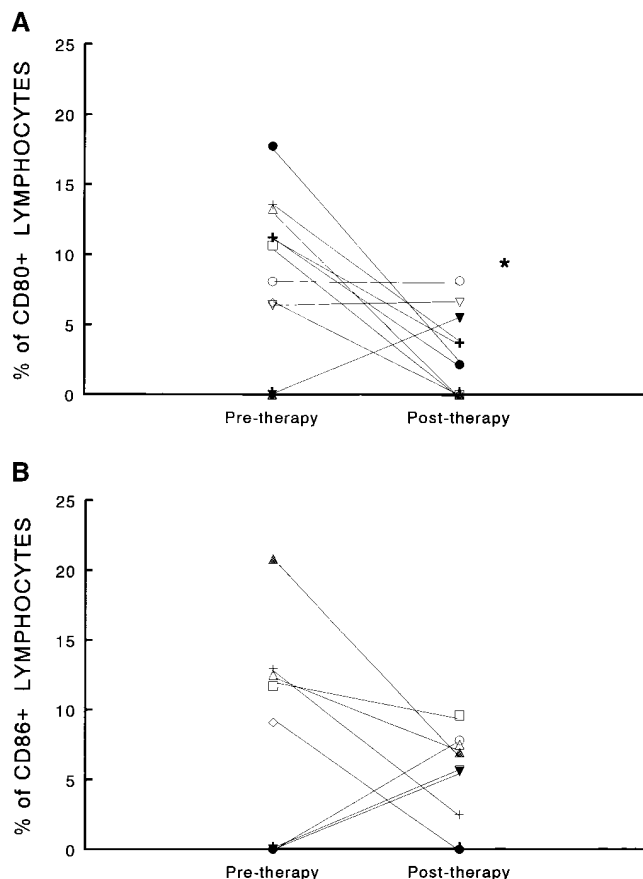 A
% of CD80+ LYMPHOCYTES
25
20
15
10
5
0
*
Pre-therapy
Post-therapy
B
% of CD86+ LYMPHOCYTES
25
20
15
10
5
0
Pre-therapy
Post-therapy